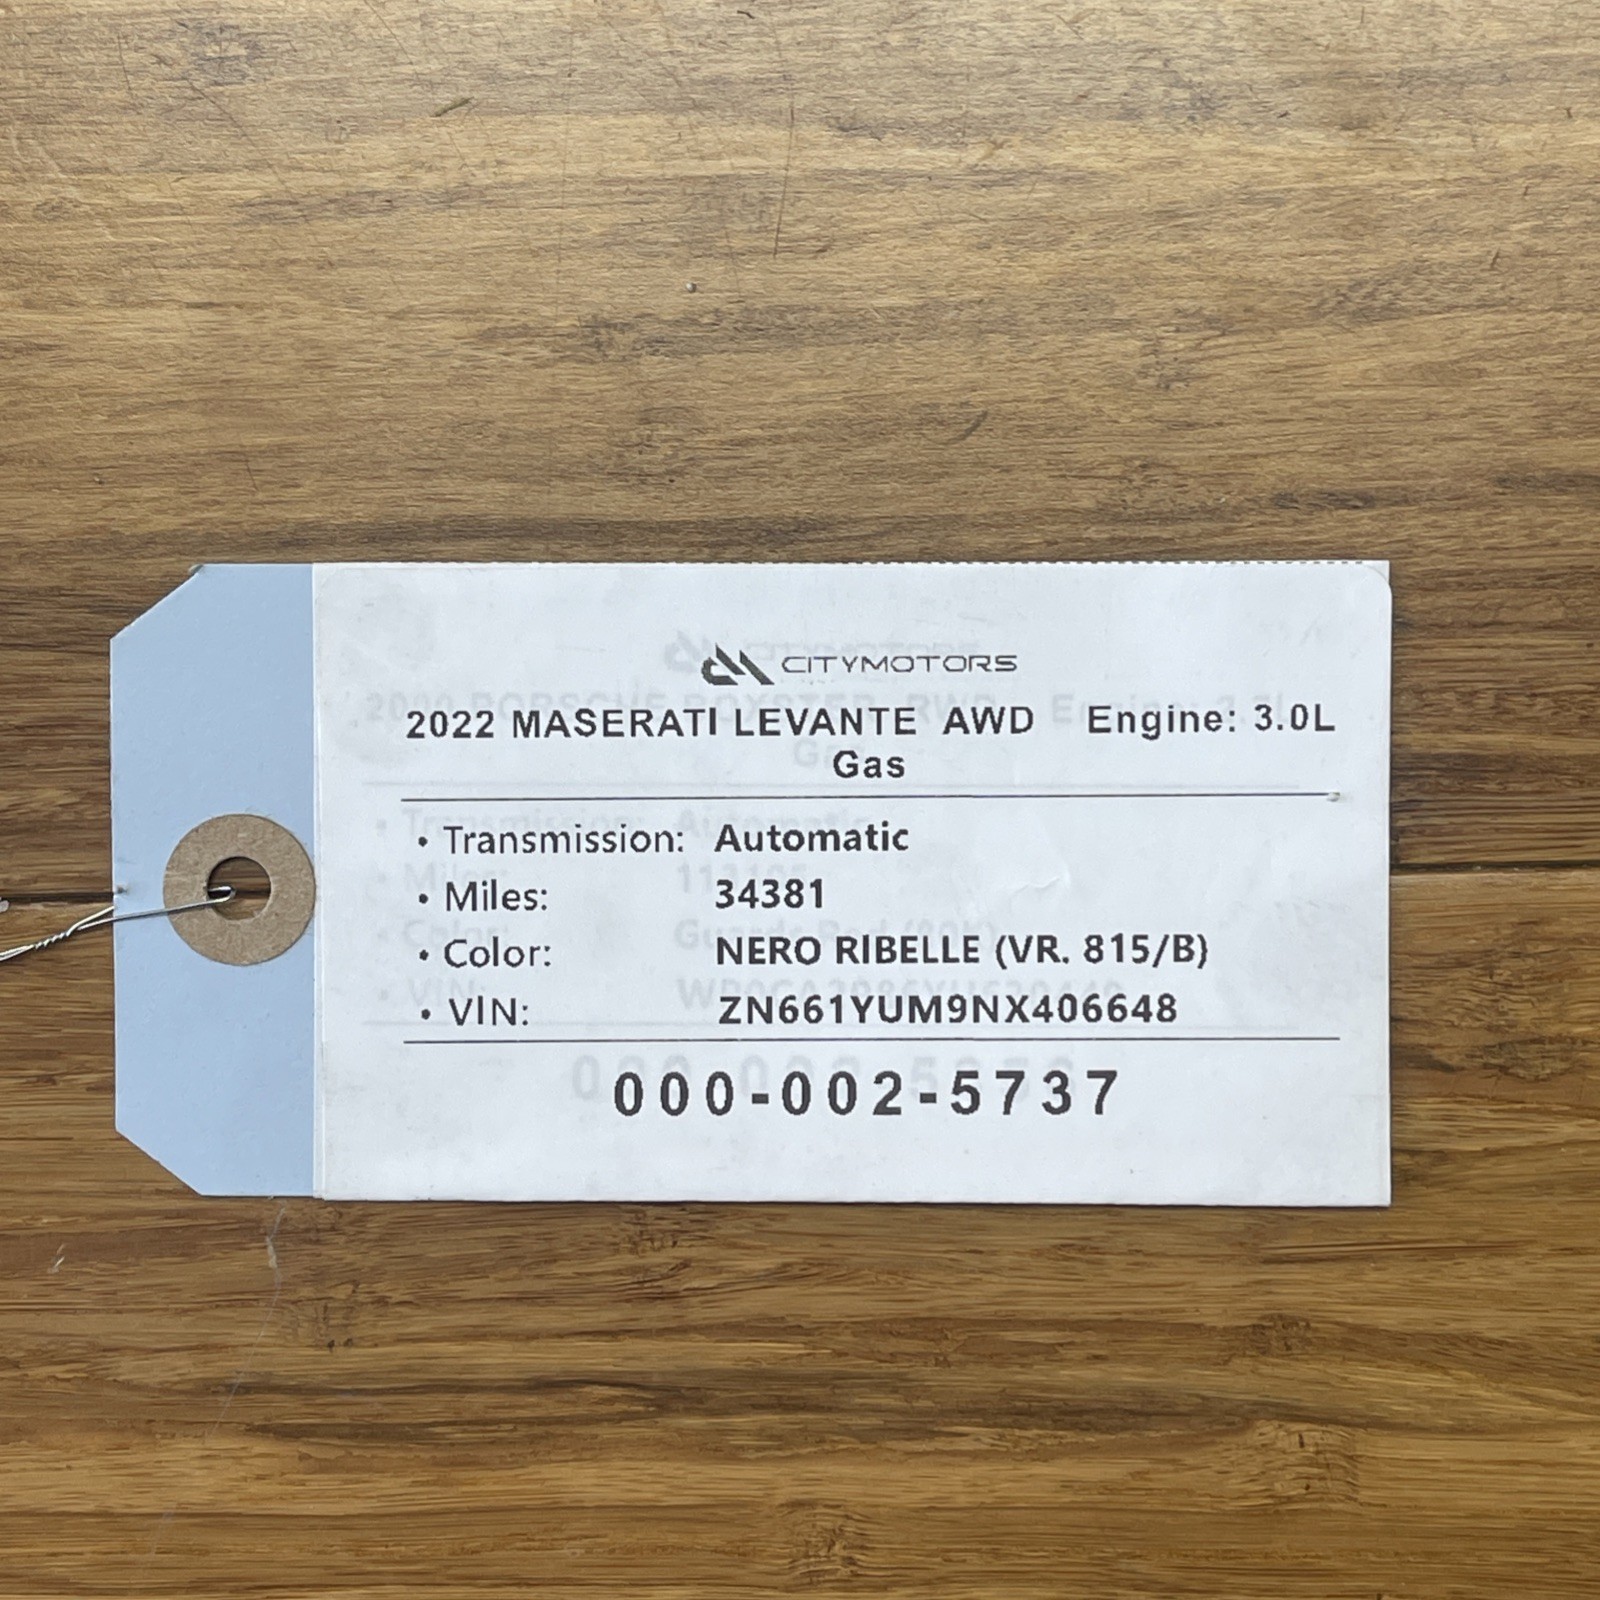 CITYMOTORS
2022 MASERATI LEVANTE AWD Engine: 3.0L
Gas
• Transmission: Automatic
• Miles: 34381
• Color: NERO RIBELLE (VR. 815/B)
• VIN: ZN661YUM9NX406648
000-002-5737